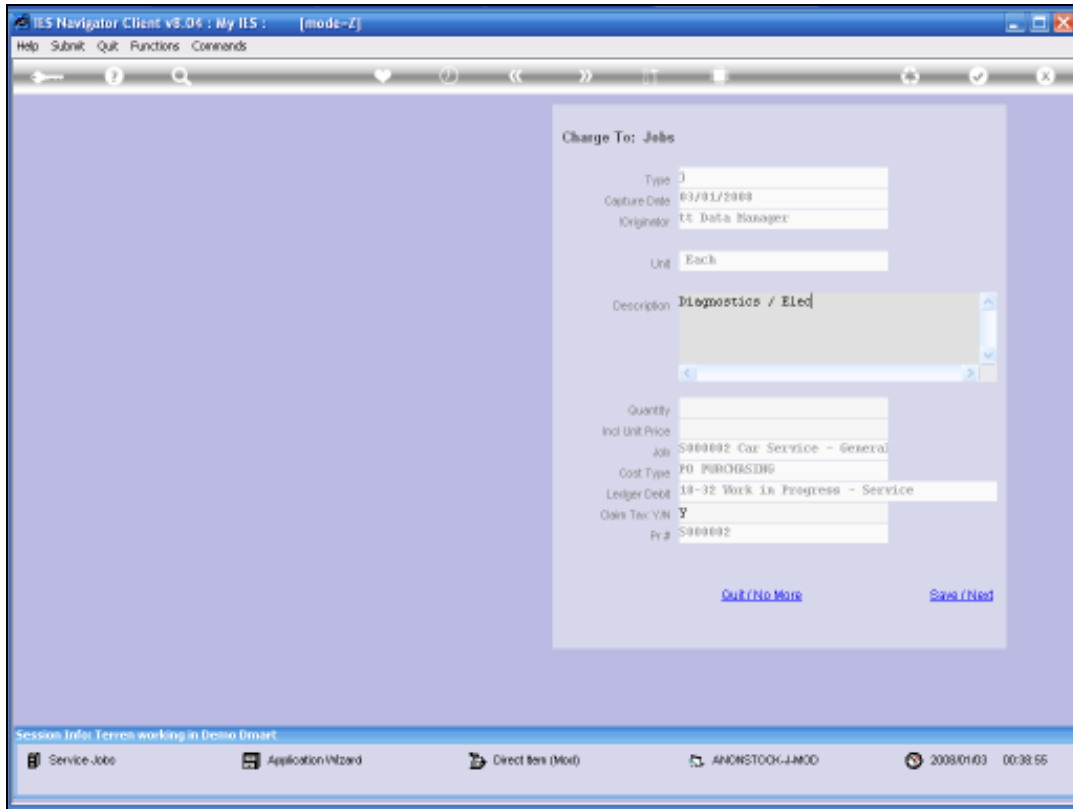 IES Navigator Client v8.04 : My IES : [mode=Z]
Help Submit Quit Functions Commands
Charge To: Jobs
Type J
Capture Date 03/01/2008
!Originator tt Data Manager
Unit Each
Description Diagnostics / Elec
Quantity
Incl Unit Price
Job S000002 Car Service - General
Cost Type PO PURCHASING
Ledger Debit 18-32 Work in Progress - Service
Claim Tax Y/N Y
Pr # S000002
Quit / No More Save / Next
Session Info: Terren working in Demo Dmart
Service Jobs Application Wizard Direct Item (Mod) ANONSTOCK-J-MOD 2008/01/03 00:38:55